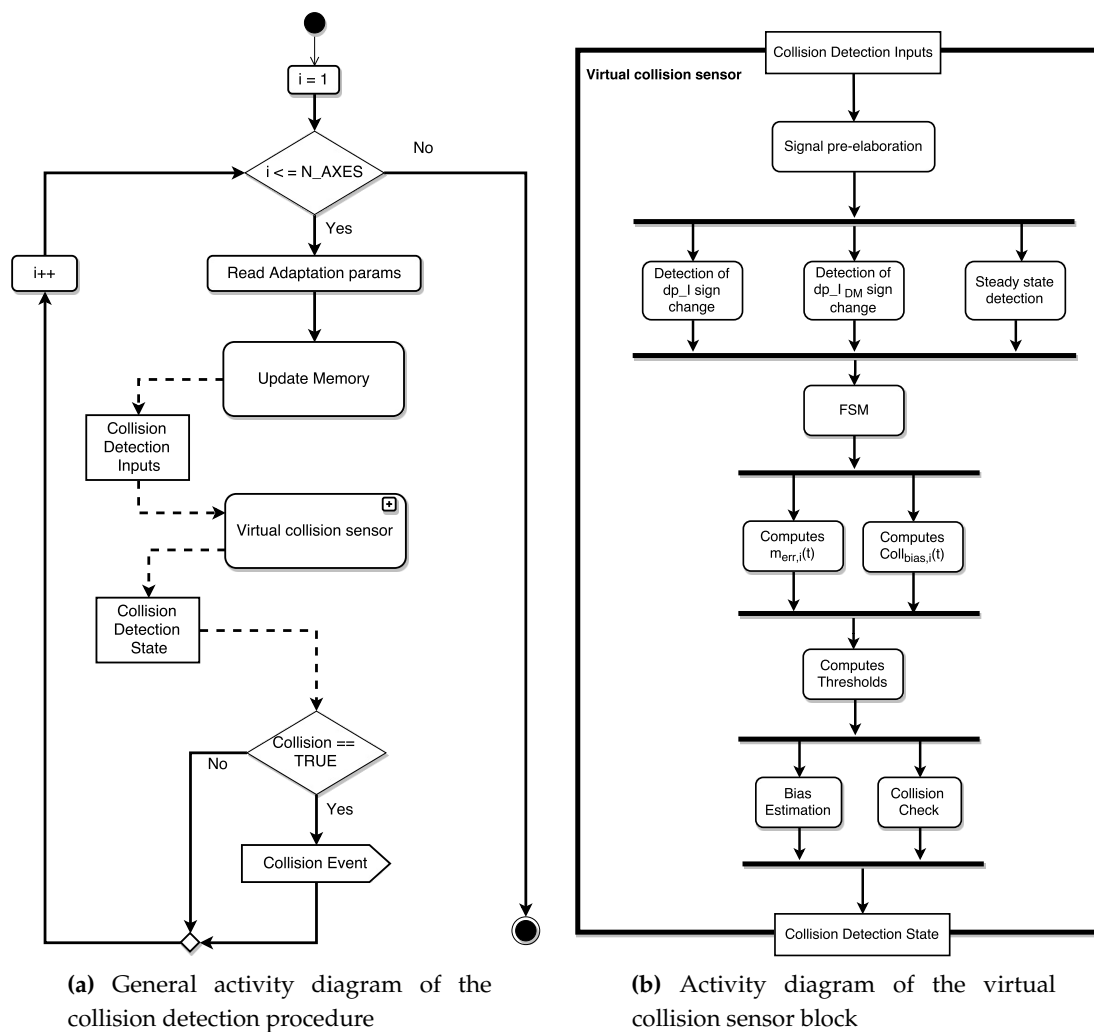 i = 1
i <= N_AXES
No
Yes
Read Adaptation params
i++
Update Memory
Collision
Detection
Inputs
Virtual collision sensor
+
Collision
Detection
State
Collision ==
TRUE
No
Yes
Collision Event
(a) General activity diagram of the
collision detection procedure
Collision Detection Inputs
Virtual collision sensor
Signal pre-elaboration
Detection of
dp_I sign
change
Detection of
dp_I DM sign
change
Steady state
detection
FSM
Computes
merr,i(t)
Computes
Collbias,i(t)
Computes
Thresholds
Bias
Estimation
Collision
Check
Collision Detection State
(b) Activity diagram of the virtual
collision sensor block